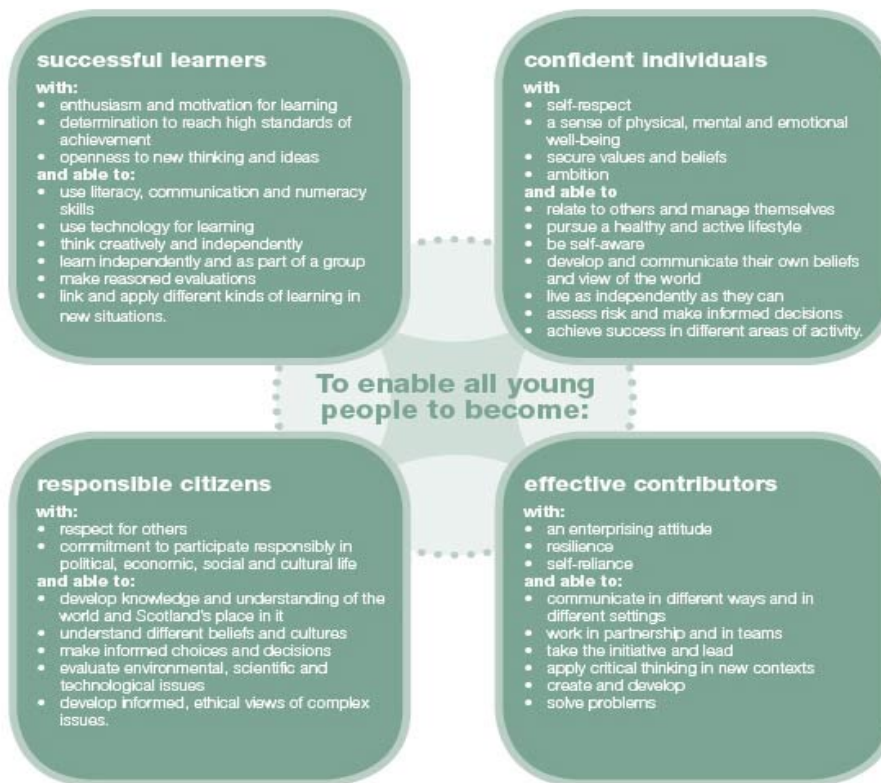 successful learners
with:
• enthusiasm and motivation for learning
• determination to reach high standards of
achievement
• openness to new thinking and ideas
and able to:
• use literacy, communication and numeracy
skills
• use technology for learning
• think creatively and independently
• learn independently and as part of a group
• make reasoned evaluations
• link and apply different kinds of learning in
new situations.
confident individuals
with
• self-respect
• a sense of physical, mental and emotional
well-being
• secure values and beliefs
• ambition
and able to
• relate to others and manage themselves
• pursue a healthy and active lifestyle
• be self-aware
• develop and communicate their own beliefs
and view of the world
• live as independently as they can
• assess risk and make informed decisions
• achieve success in different areas of activity.
To enable all young
people to become:
responsible citizens
with:
• respect for others
• commitment to participate responsibly in
political, economic, social and cultural life
and able to:
• develop knowledge and understanding of the
world and Scotland's place in it
• understand different beliefs and cultures
• make informed choices and decisions
• evaluate environmental, scientific and
technological issues
• develop informed, ethical views of complex
issues.
effective contributors
with:
• an enterprising attitude
• resilience
• self-reliance
and able to:
• communicate in different ways and in
different settings
• work in partnership and in teams
• take the initiative and lead
• apply critical thinking in new contexts
• create and develop
• solve problems